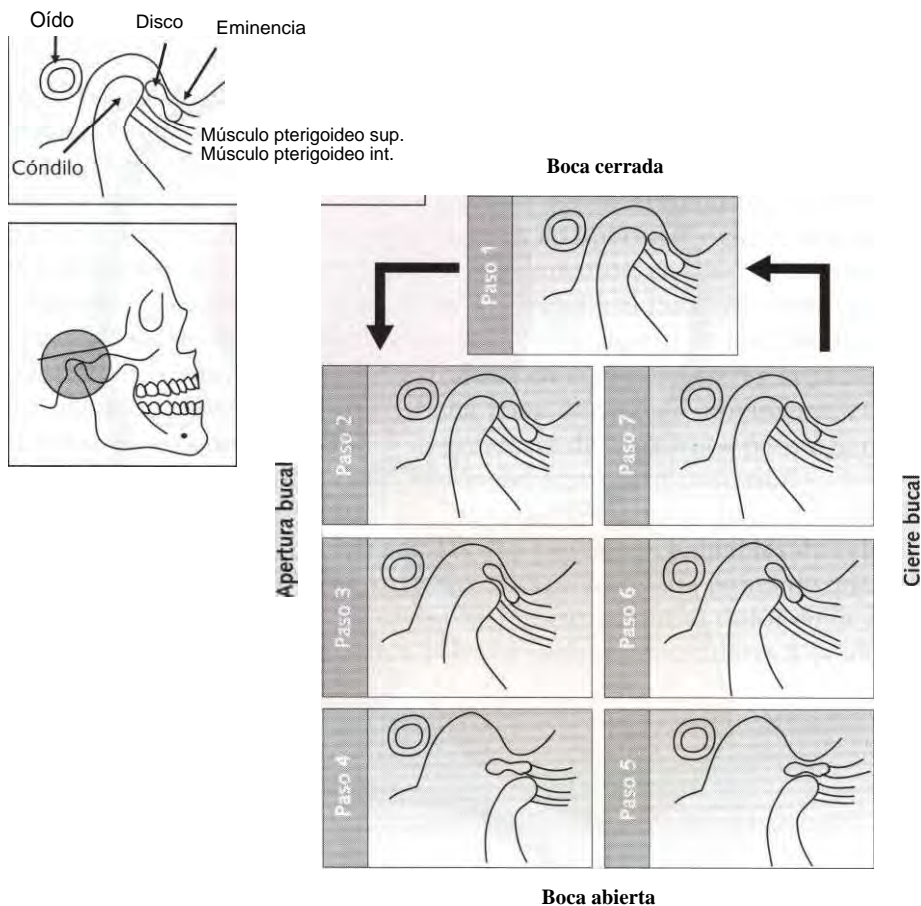 Oído
Disco
Eminencia
Cóndilo
Músculo pterigoideo sup.
Músculo pterigoideo int.
Boca cerrada
Paso 1
Apertura bucal
Paso 2
Paso 7
Cierre bucal
Paso 3
Paso 6
Paso 4
Paso 5
Boca abierta